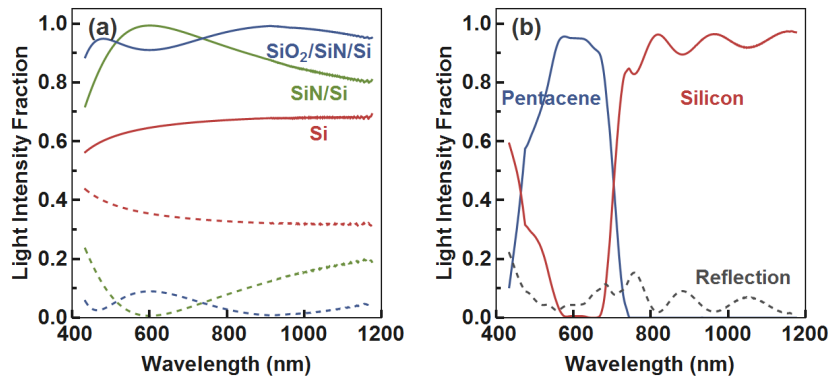 (a)
SiO₂/SiN/Si
SiN/Si
Si
Light Intensity Fraction
1.0
0.8
0.6
0.4
0.2
0.0
400 600 800 1000 1200
Wavelength (nm)
(b)
Pentacene
Silicon
Reflection
Light Intensity Fraction
1.0
0.8
0.6
0.4
0.2
0.0
400 600 800 1000 1200
Wavelength (nm)